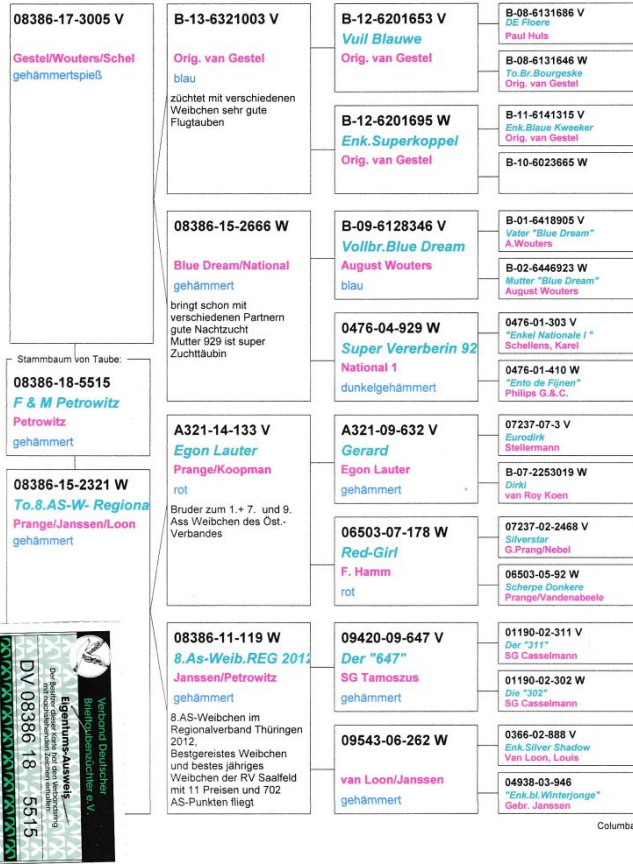 08386-17-3005 V
Gestel/Wouters/Schel
gehämmertspieß
Stammbaum von Taube:
08386-18-5515
F & M Petrowitz
Petrowitz
gehämmert
08386-15-2321 W
To.8.AS-W- Regiona
Prange/Janssen/Loon
gehämmert
B-13-6321003 V
Orig. van Gestel
blau
züchtet mit verschiedenen
Weibchen sehr gute
Flugtauben
08386-15-2666 W
Blue Dream/National
gehämmert
bringt schon mit
verschiedenen Partnern
gute Nachtzucht
Mutter 929 ist super
Zuchttäubin
A321-14-133 V
Egon Lauter
Prange/Koopman
rot
Bruder zum 1.+ 7. und 9.
Ass Weibchen des Öst.-
Verbandes
08386-11-119 W
8.As-Weib.REG 2012
Janssen/Petrowitz
gehämmert
8.AS-Weibchen im
Regionalverband Thüringen
2012,
Bestgereistes Weibchen
und bestes jähriges
Weibchen der RV Saalfeld
mit 11 Preisen und 702
AS-Punkten fliegt
B-12-6201653 V
Vuil Blauwe
Orig. van Gestel
B-12-6201695 W
Enk.Superkoppel
Orig. van Gestel
B-09-6128346 V
Vollbr.Blue Dream
August Wouters
blau
0476-04-929 W
Super Vererberin 92
National 1
dunkelgehämmert
A321-09-632 V
Gerard
Egon Lauter
gehämmert
06503-07-178 W
Red-Girl
F. Hamm
rot
09420-09-647 V
Der "647"
SG Tamoszus
gehämmert
09543-06-262 W
van Loon/Janssen
gehämmert
B-08-6131686 V
DE Floere
Paul Huls
B-08-6131646 W
To.Br.Bourgeske
Orig. van Gestel
B-11-6141315 V
Enk.Blaue Kweeker
Orig. van Gestel
B-10-6023665 W
B-01-6418905 V
Vater "Blue Dream"
A.Wouters
B-02-6446923 W
Mutter "Blue Dream"
August Wouters
0476-01-303 V
"Enkel Nationale I "
Schellens, Karel
0476-01-410 W
"Ento de Fijnen"
Philips G.&.C.
07237-07-3 V
Eurodirk
Stellermann
B-07-2253019 W
Dirki
van Roy Koen
07237-02-2468 V
Silverstar
G.Prang/Nebel
06503-05-92 W
Scherpe Donkere
Prange/Vandenabeele
01190-02-311 V
Der "311"
SG Casselmann
01190-02-302 W
Die "302"
SG Casselmann
0366-02-888 V
Enk.Silver Shadow
Van Loon, Louis
04938-03-946
"Enk.bl.Winterjonge"
Gebr. Janssen
Columba
Verband Deutscher
Brieftaubenzüchter e.V.
Eigentums-Ausweis
Der Besitzer dieser Karte hat den Verbandsring
mit nachstehenden Zeichen erhalten:
DV 08386 18 5515